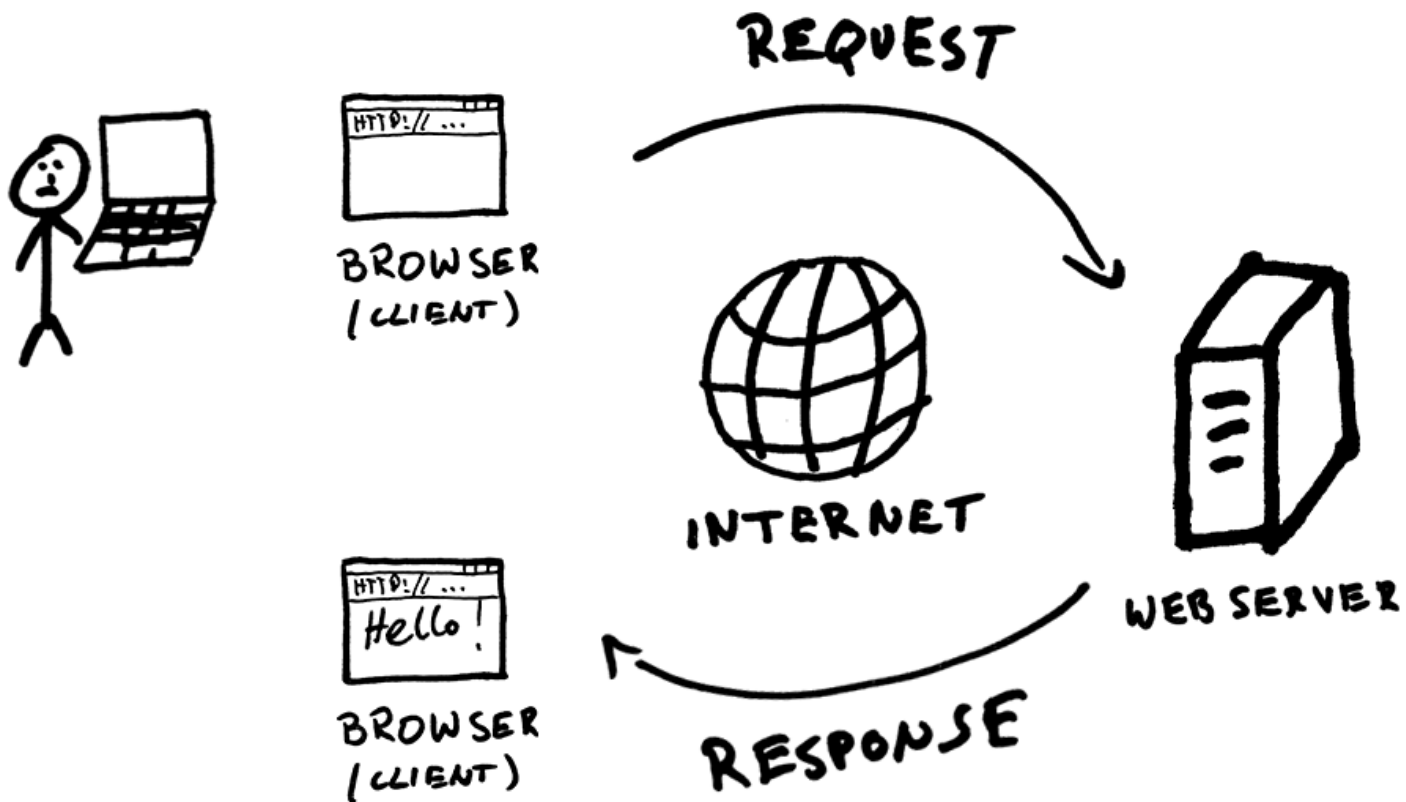 REQUEST
HTTP:// ...
BROWSER
(CLIENT)
INTERNET
WEB SERVER
HTTP:// ...
Hello!
BROWSER
(CLIENT)
RESPONSE